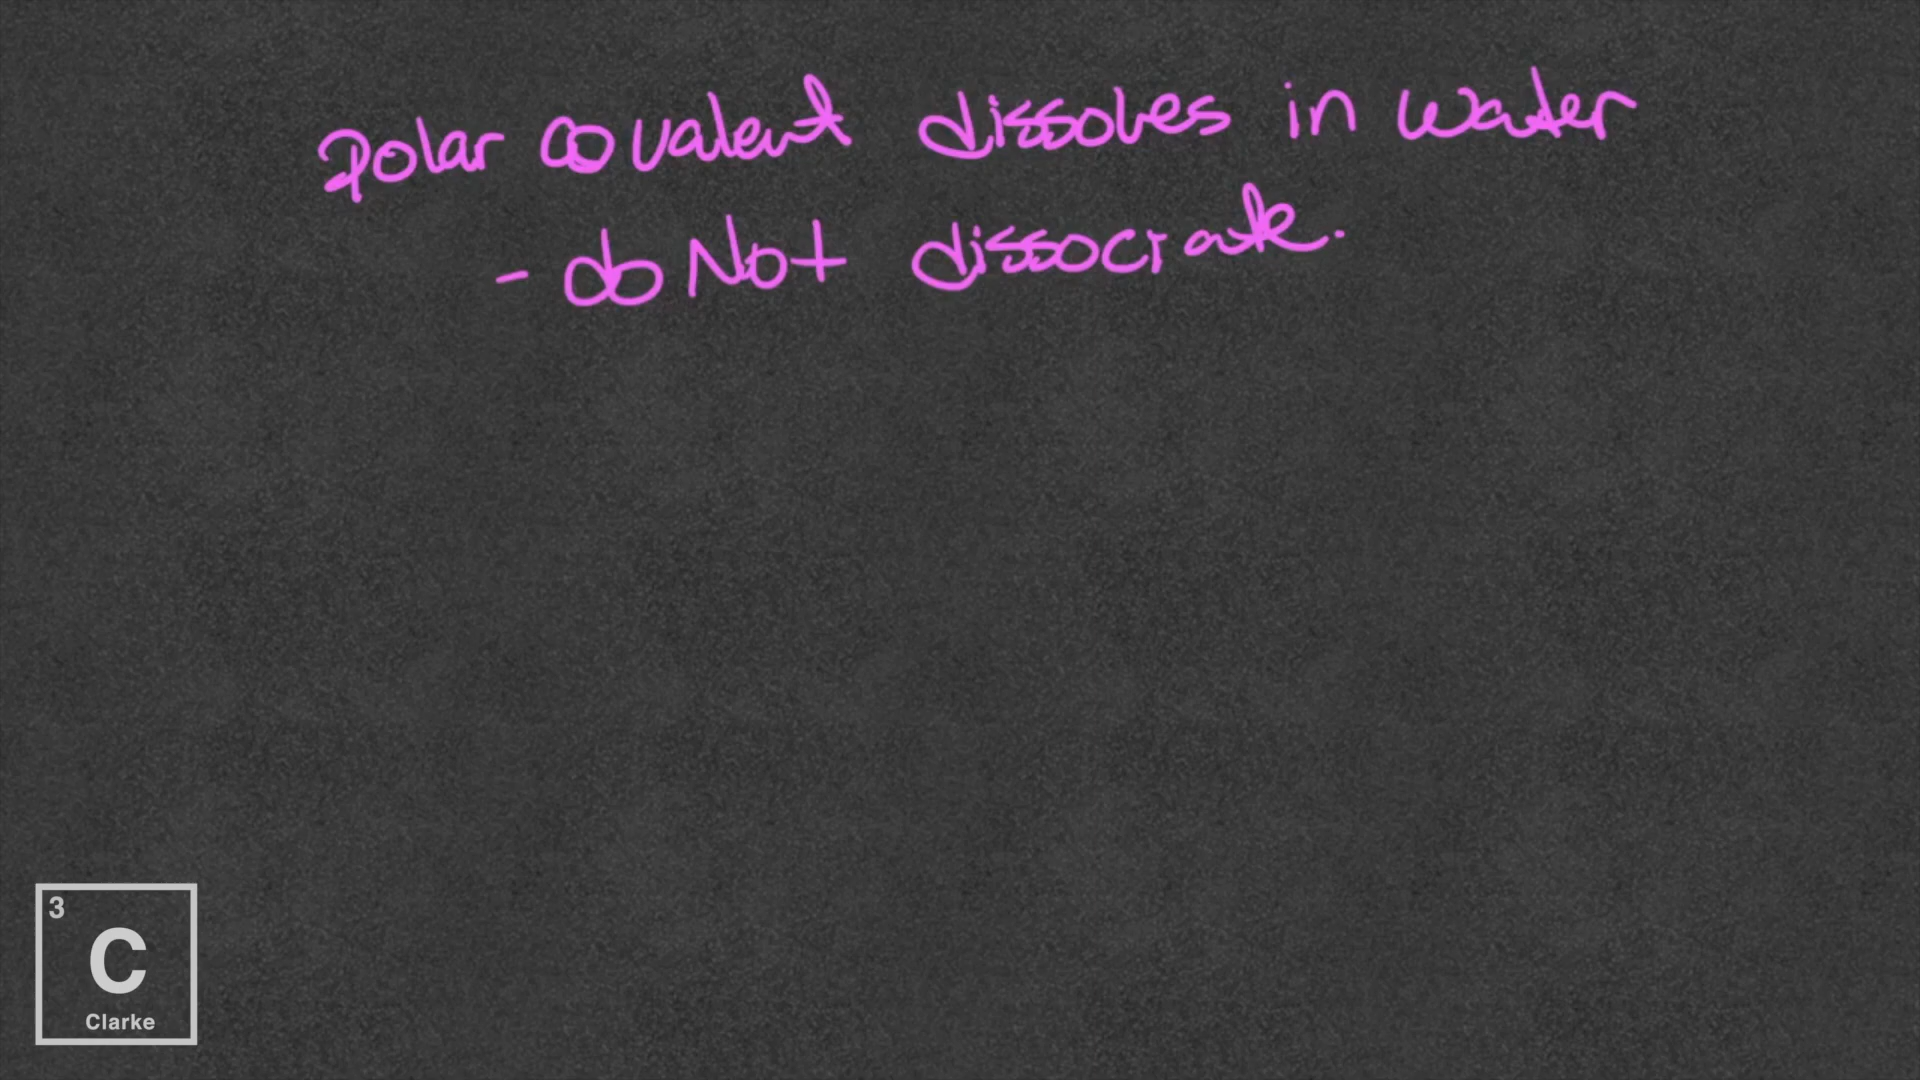 polar covalent dissolves in water
- do Not dissociate.
3
C
Clarke